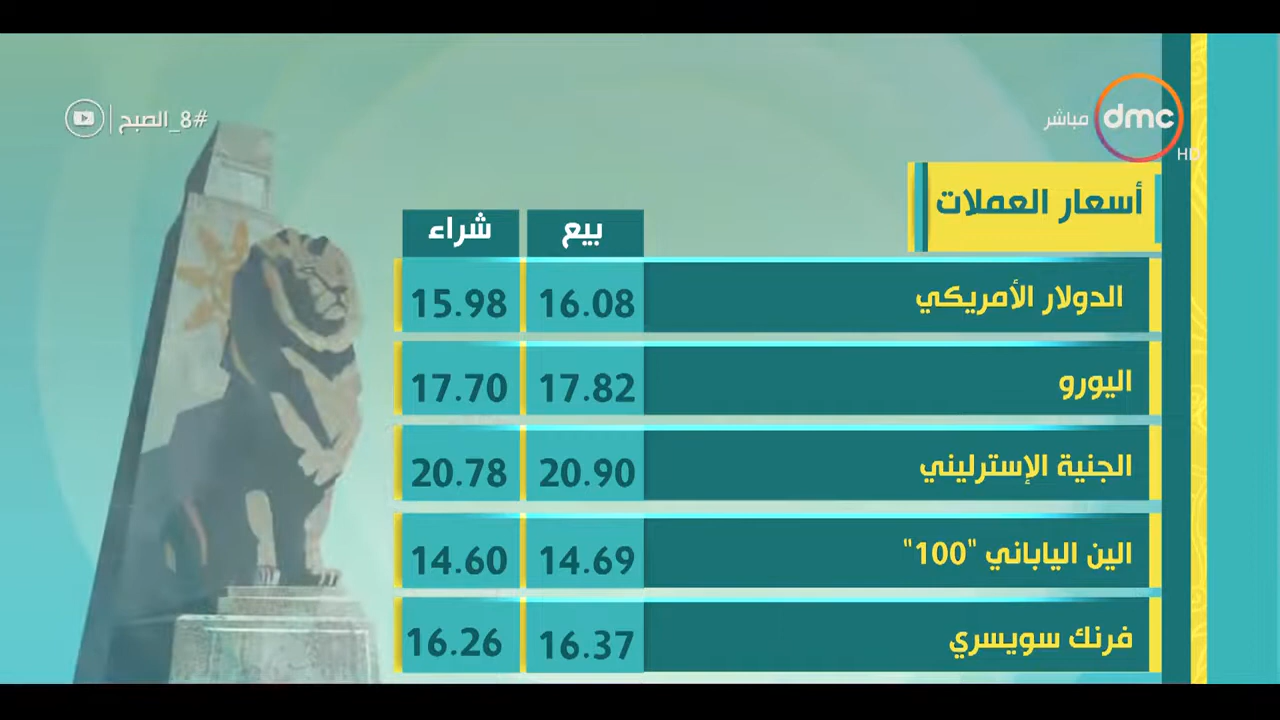 dmc مباشر
HD
#8_الصبح
أسعار العملات
بيع شراء
الدولار الأمريكي 16.08 15.98
اليورو 17.82 17.70
الجنية الإسترليني 20.90 20.78
الين الياباني "100" 14.69 14.60
فرنك سويسري 16.37 16.26